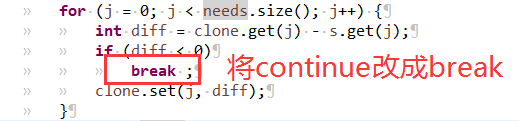 for (j = 0; j < needs.size(); j++) {
int diff = clone.get(j) - s.get(j);
if (diff < 0)
break ;
将continue改成break
clone.set(j, diff);
}